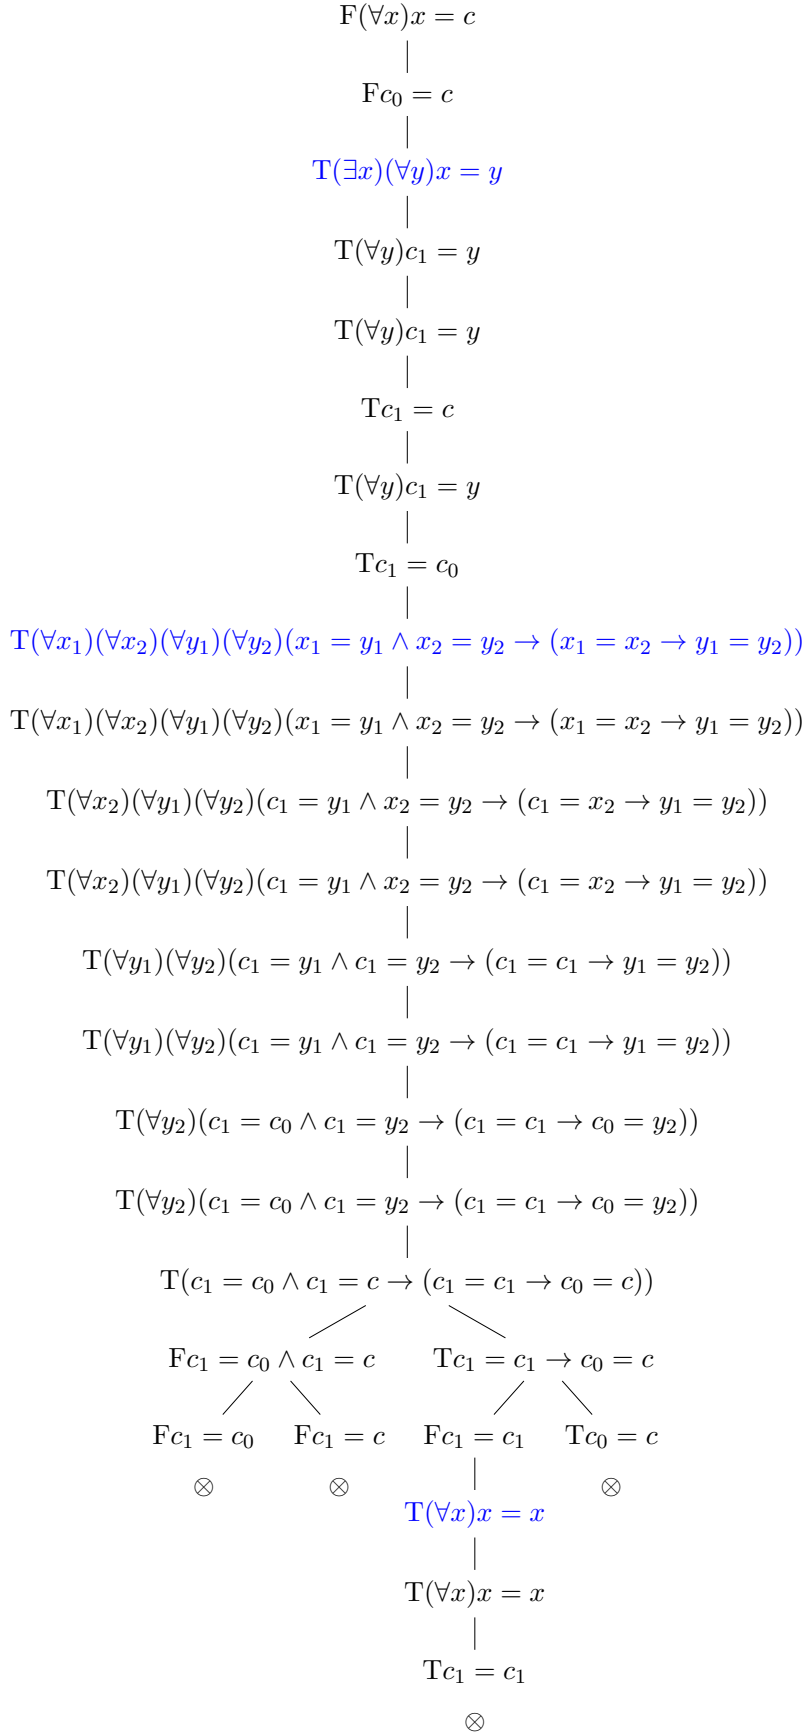 F(∀x)x = c
Fc₀ = c
T(∃x)(∀y)x = y
T(∀y)c₁ = y
T(∀y)c₁ = y
Tc₁ = c
T(∀y)c₁ = y
Tc₁ = c₀
T(∀x₁)(∀x₂)(∀y₁)(∀y₂)(x₁ = y₁ ∧ x₂ = y₂ → (x₁ = x₂ → y₁ = y₂))
T(∀x₁)(∀x₂)(∀y₁)(∀y₂)(x₁ = y₁ ∧ x₂ = y₂ → (x₁ = x₂ → y₁ = y₂))
T(∀x₂)(∀y₁)(∀y₂)(c₁ = y₁ ∧ x₂ = y₂ → (c₁ = x₂ → y₁ = y₂))
T(∀x₂)(∀y₁)(∀y₂)(c₁ = y₁ ∧ x₂ = y₂ → (c₁ = x₂ → y₁ = y₂))
T(∀y₁)(∀y₂)(c₁ = y₁ ∧ c₁ = y₂ → (c₁ = c₁ → y₁ = y₂))
T(∀y₁)(∀y₂)(c₁ = y₁ ∧ c₁ = y₂ → (c₁ = c₁ → y₁ = y₂))
T(∀y₂)(c₁ = c₀ ∧ c₁ = y₂ → (c₁ = c₁ → c₀ = y₂))
T(∀y₂)(c₁ = c₀ ∧ c₁ = y₂ → (c₁ = c₁ → c₀ = y₂))
T(c₁ = c₀ ∧ c₁ = c → (c₁ = c₁ → c₀ = c))
Fc₁ = c₀ ∧ c₁ = c Tc₁ = c₁ → c₀ = c
Fc₁ = c₀ Fc₁ = c Fc₁ = c₁ Tc₀ = c
⊗ ⊗ ⊗
T(∀x)x = x
T(∀x)x = x
Tc₁ = c₁
⊗